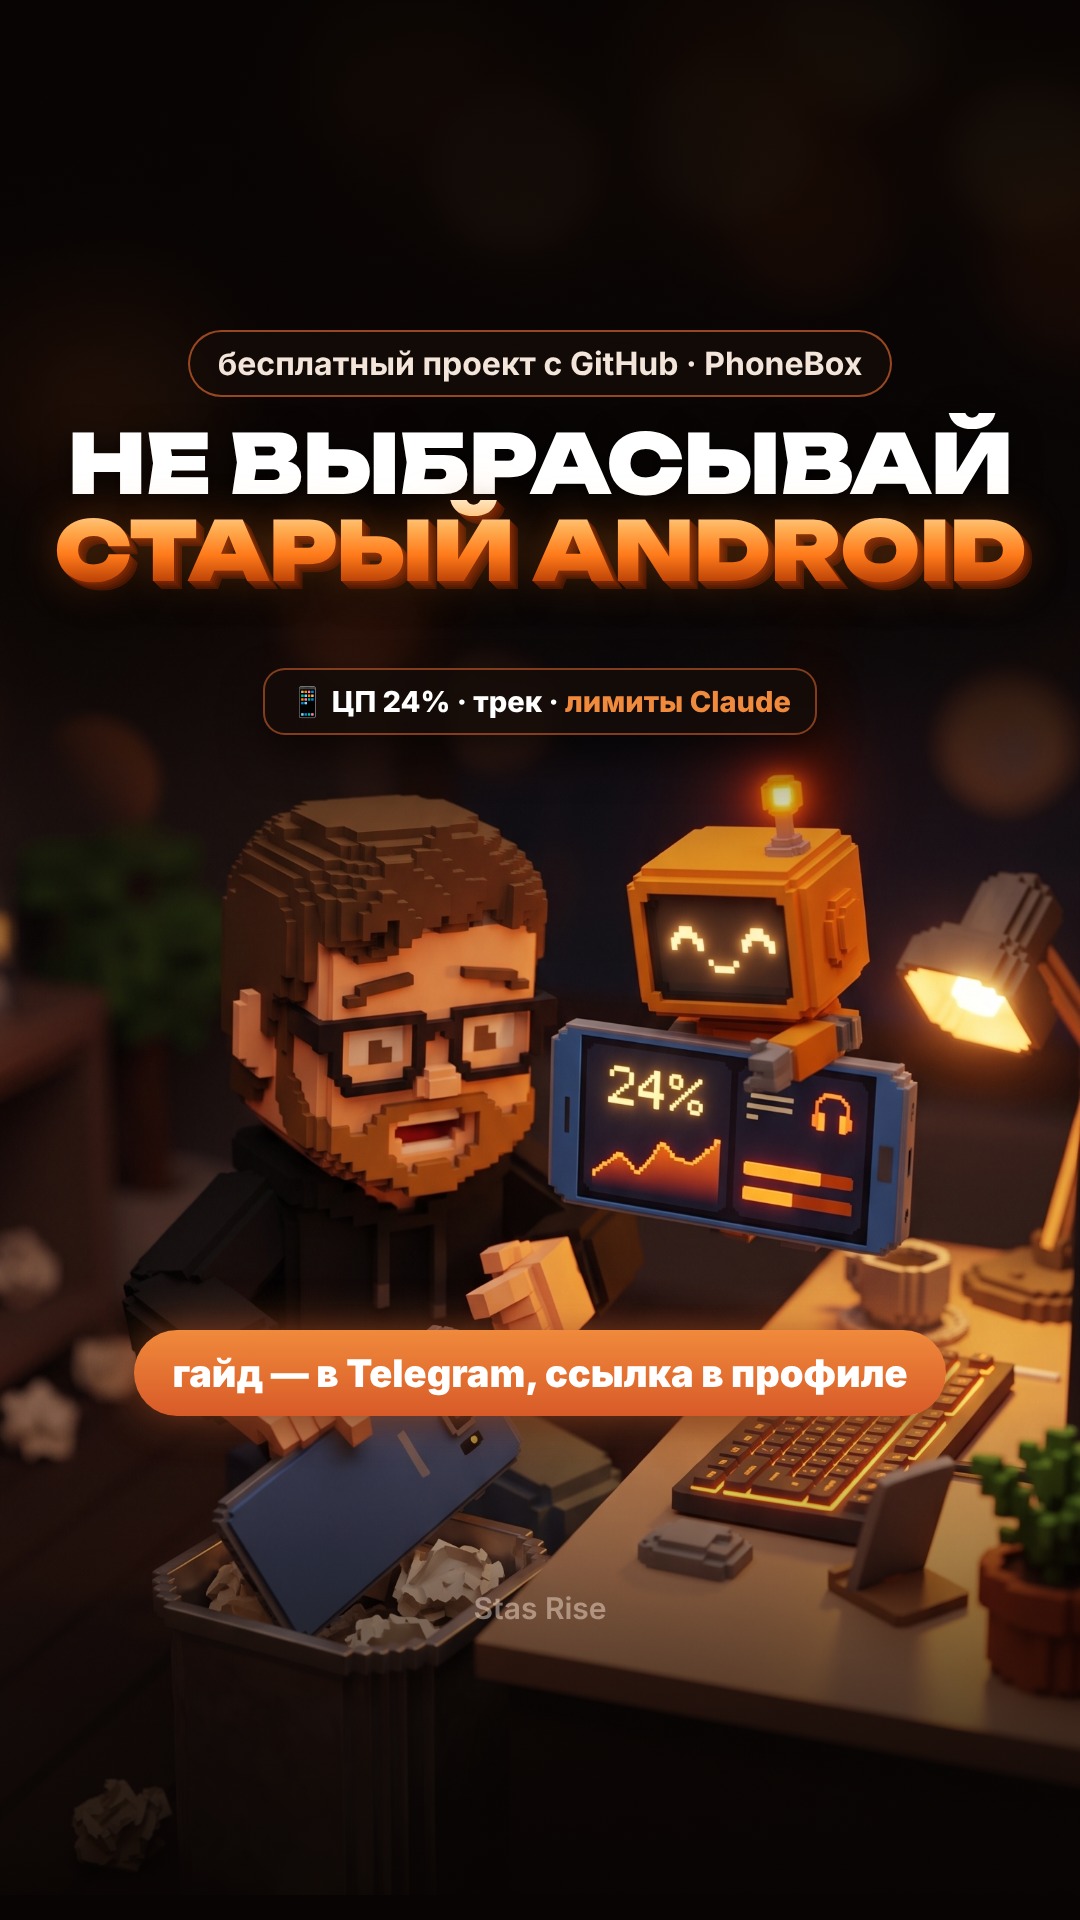 бесплатный проект с GitHub · PhoneBox
НЕ ВЫБРАСЫВАЙ
СТАРЫЙ ANDROID
📱 ЦП 24% · трек · лимиты Claude
24%
гайд — в Telegram, ссылка в профиле
Stas Rise